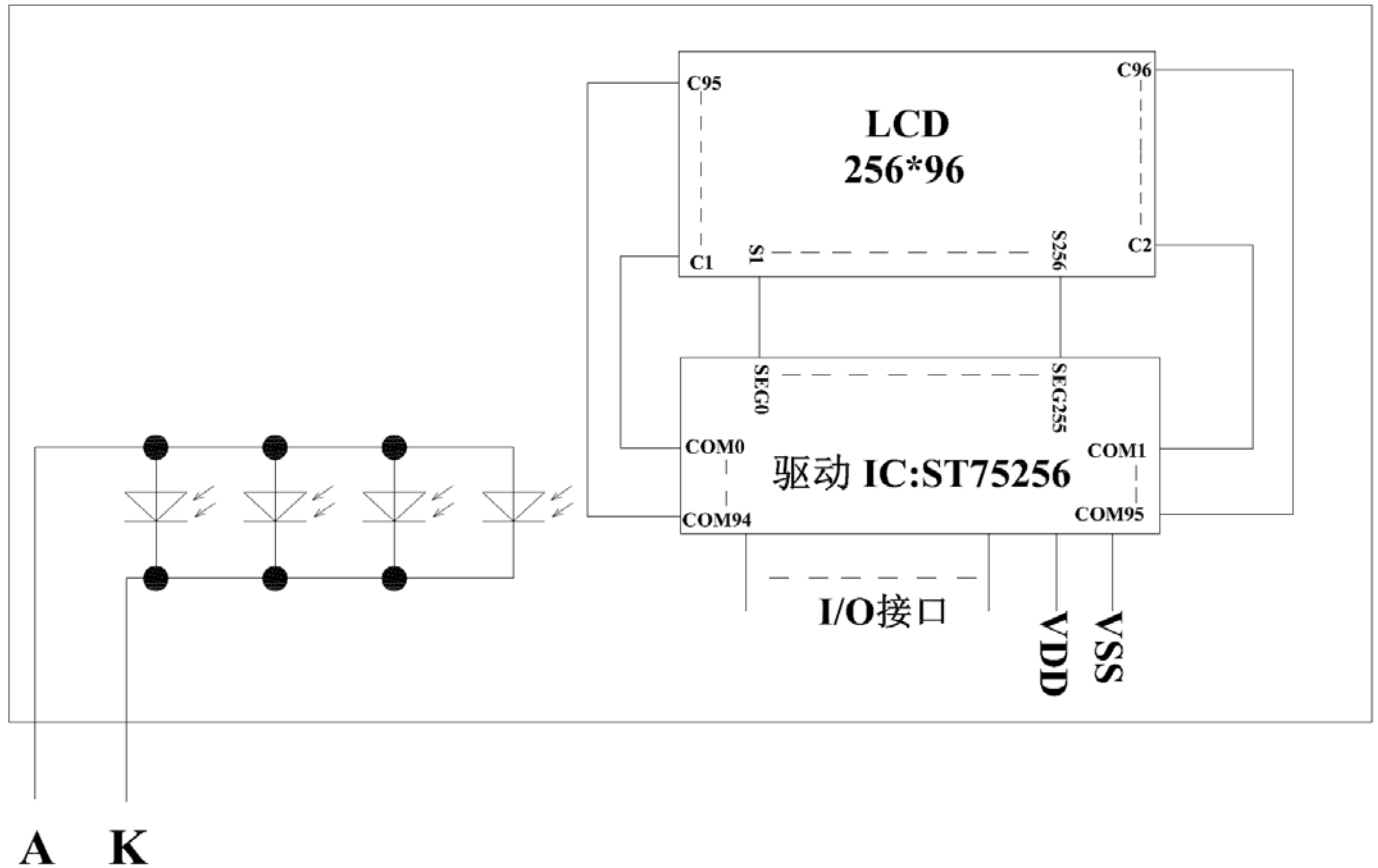 C95
C96
LCD
256*96
C1
S1
S256
C2
SEG0
SEG255
COM0
COM1
驱动 IC:ST75256
COM94
COM95
I/O接口
VDD
VSS
A K